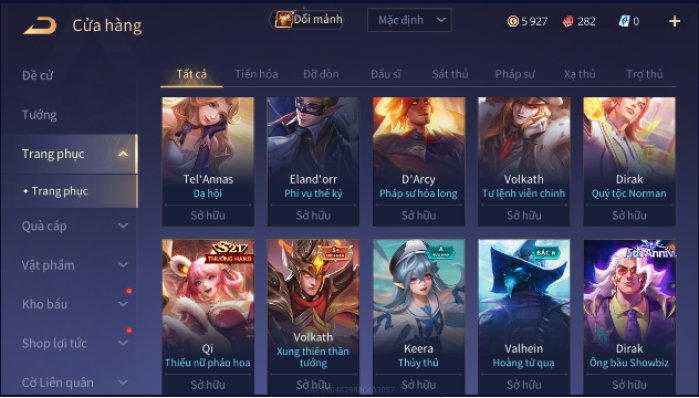 Cửa hàng
Đổi mảnh
Mặc định
5 927
282
0
+
Đề cử
Tướng
Trang phục
• Trang phục
Quà cáp
Vật phẩm
Kho báu
Shop lợi tức
Cờ Liên quân
Tất cả
Tiến hóa
Đỡ đòn
Đấu sĩ
Sát thủ
Pháp sư
Xạ thủ
Trợ thủ
Tel'Annas
Dạ hội
Sở hữu
Eland'orr
Phi vụ thế kỷ
Sở hữu
D'Arcy
Pháp sư hỏa long
Sở hữu
Volkath
Tư lệnh viễn chinh
Sở hữu
Dirak
Quý tộc Norman
Sở hữu
S21
THƯỞNG HẠNG
Qi
Thiếu nữ pháo hoa
Sở hữu
S+
Volkath
Xung thiên thần
tướng
Sở hữu
A
Keera
Thủy thủ
Sở hữu
BẬC A
Valhein
Hoàng tử quạ
Sở hữu
5th Anniv
Dirak
Ông bầu Showbiz
Sở hữu